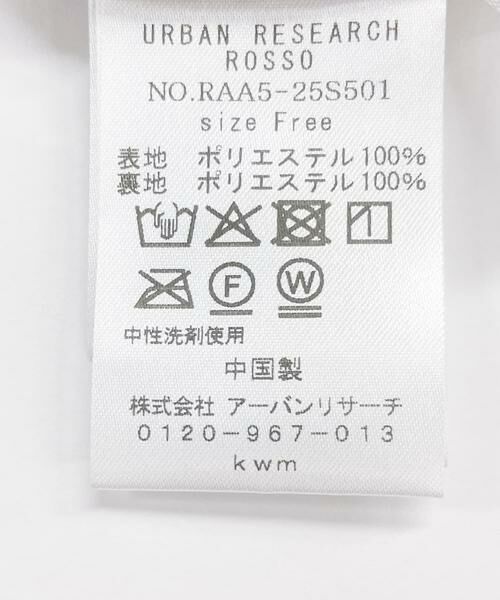 URBAN RESEARCH
ROSSO
NO.RAA5-25S501
size Free
表地 ポリエステル100%
裏地 ポリエステル100%
F W
中性洗剤使用
中国製
株式会社 アーバンリサーチ
0120-967-013
kwm